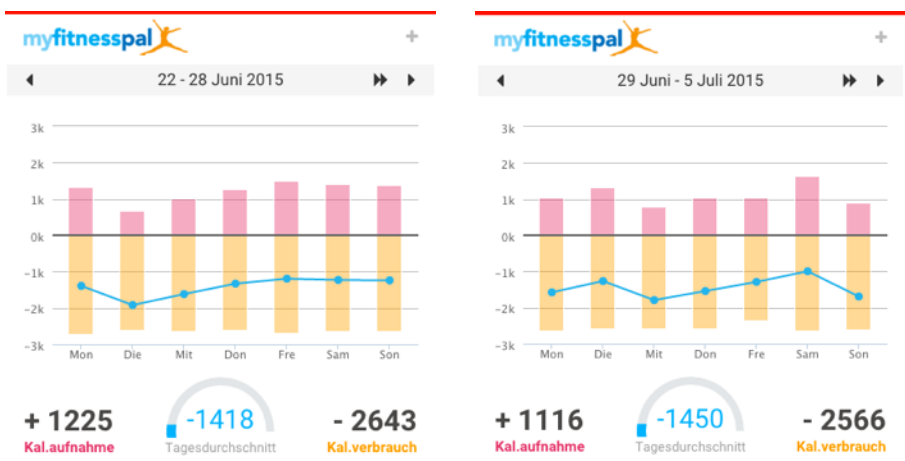 myfitnesspal
+
22 - 28 Juni 2015
3k
2k
1k
0k
-1k
-2k
-3k
Mon Die Mit Don Fre Sam Son
+ 1225
Kal.aufnahme
-1418
Tagesdurchschnitt
- 2643
Kal.verbrauch
myfitnesspal
+
29 Juni - 5 Juli 2015
3k
2k
1k
0k
-1k
-2k
-3k
Mon Die Mit Don Fre Sam Son
+ 1116
Kal.aufnahme
-1450
Tagesdurchschnitt
- 2566
Kal.verbrauch